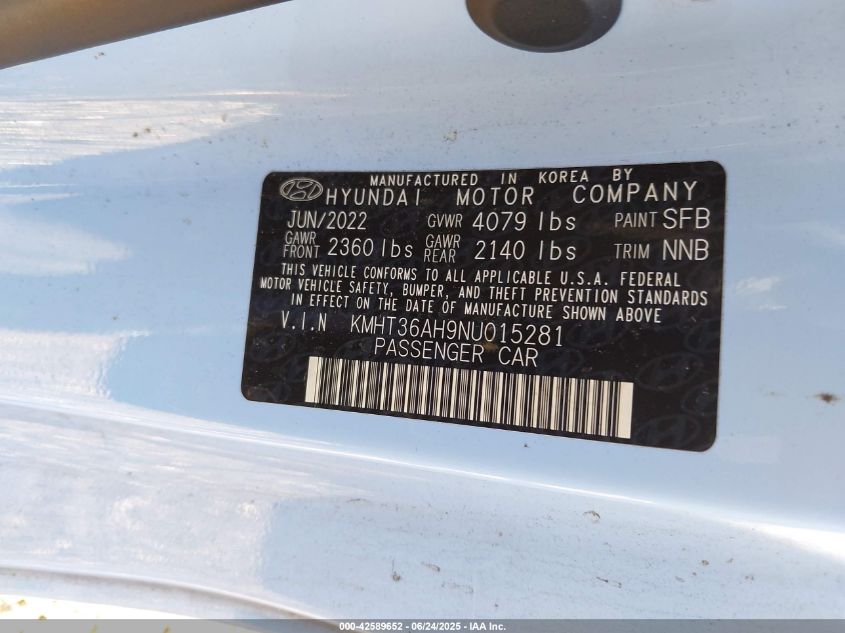 MANUFACTURED IN KOREA BY
HYUNDAI MOTOR COMPANY
JUN/2022 GVWR 4079 lbs PAINT SFB
GAWR FRONT 2360 lbs GAWR REAR 2140 lbs TRIM NNB
THIS VEHICLE CONFORMS TO ALL APPLICABLE U.S.A. FEDERAL
MOTOR VEHICLE SAFETY, BUMPER, AND THEFT PREVENTION STANDARDS
IN EFFECT ON THE DATE OF MANUFACTURE SHOWN ABOVE
V.I.N KMHT36AH9NU015281
PASSENGER CAR
000-42589652 - 06/24/2025 - IAA Inc.